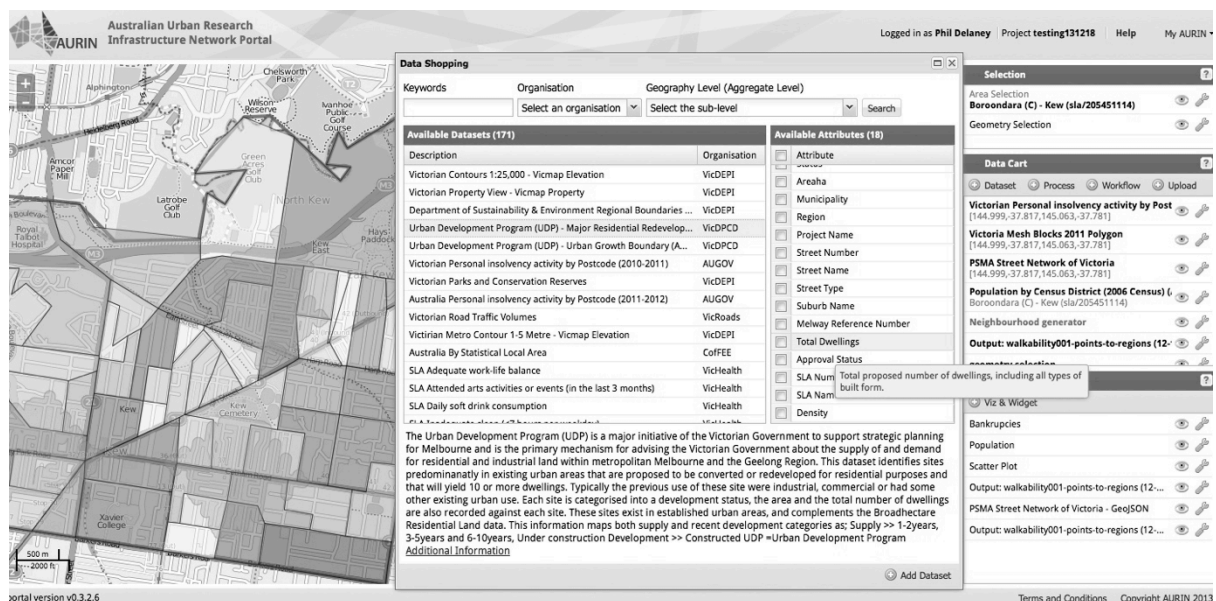 AURIN
Australian Urban Research
Infrastructure Network Portal
Logged in as Phil Delaney Project testing131218 Help My AURIN
Alphington
Chelsworth
Park
Wilson
Reserve
Ivanhoe
Public
Golf
Course
Heidelberg Road
Amcor
Paper
Mill
Green
Acres
Golf
Club
Latrobe
Golf
Club
North Kew
M3
Royal
Talbot
Hospital
M3
Kew
East
Hays
Paddock
Kew
Kew
Cemetery
Xavier
College
500 m
2000 ft
Data Shopping
Keywords Organisation Geography Level (Aggregate Level)
Select an organisation Select the sub-level Search
Available Datasets (171)
Description Organisation
Victorian Contours 1:25,000 - Vicmap Elevation VicDEPI
Victorian Property View - Vicmap Property VicDEPI
Department of Sustainability & Environment Regional Boundaries ... VicDEPI
Urban Development Program (UDP) - Major Residential Redevelop... VicDPCD
Urban Development Program (UDP) - Urban Growth Boundary (A... VicDPCD
Victorian Personal insolvency activity by Postcode (2010-2011) AUGOV
Victorian Parks and Conservation Reserves VicDEPI
Australia Personal insolvency activity by Postcode (2011-2012) AUGOV
Victorian Road Traffic Volumes VicRoads
Victirian Metro Contour 1-5 Metre - Vicmap Elevation VicDEPI
Australia By Statistical Local Area CofFEE
SLA Adequate work-life balance VicHealth
SLA Attended arts activities or events (in the last 3 months) VicHealth
SLA Daily soft drink consumption VicHealth
Available Attributes (18)
Attribute
Areaha
Municipality
Region
Project Name
Street Number
Street Name
Street Type
Suburb Name
Melway Reference Number
Total Dwellings
Approval Status
SLA Num
SLA Nam
Density
Total proposed number of dwellings, including all types of
built form.
The Urban Development Program (UDP) is a major initiative of the Victorian Government to support strategic planning
for Melbourne and is the primary mechanism for advising the Victorian Government about the supply of and demand
for residential and industrial land within metropolitan Melbourne and the Geelong Region. This dataset identifies sites
predominatly in existing urban areas that are proposed to be converted or redeveloped for residential purposes and
that will yield 10 or more dwellings. Typically the previous use of these site were industrial, commercial or had some
other existing urban use. Each site is categorised into a development status, the area and the total number of dwellings
are also recorded against each site. These sites exist in established urban areas, and complements the Broadhectare
Residential Land data. This information maps both supply and recent development categories as; Supply >> 1-2years,
3-5years and 6-10years, Under construction Development >> Constructed UDP =Urban Development Program
Additional Information
Add Dataset
Selection ?
Area Selection
Boroondara (C) - Kew (sla/205451114)
Geometry Selection
Data Cart ?
Dataset Process Workflow Upload
Victorian Personal insolvency activity by Post
[144.999,-37.817,145.063,-37.781]
Victoria Mesh Blocks 2011 Polygon
[144.999,-37.817,145.063,-37.781]
PSMA Street Network of Victoria
[144.999,-37.817,145.063,-37.781]
Population by Census District (2006 Census) (
Boroondara (C) - Kew (sla/205451114)
Neighbourhood generator
Output: walkability001-points-to-regions (12-
geometry selection
?
Viz & Widget
Bankrupcies
Population
Scatter Plot
Output: walkability001-points-to-regions (12-...
PSMA Street Network of Victoria - GeoJSON
Output: walkability001-points-to-regions (12-...
portal version v0.3.2.6
Terms and Conditions Copyright AURIN 2013